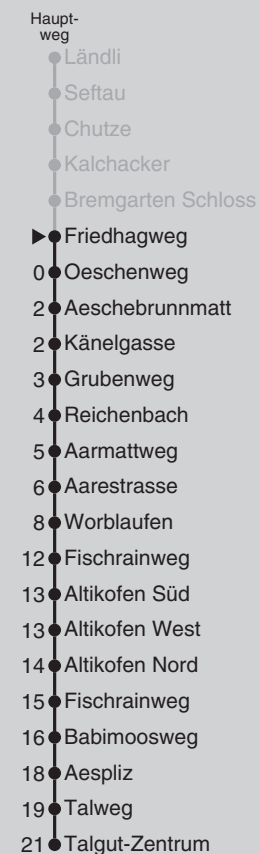 Haupt-
weg
Ländli
Seftau
Chutze
Kalchacker
Bremgarten Schloss
Friedhagweg
0 Oeschenweg
2 Aeschebrunnmatt
2 Känelgasse
3 Grubenweg
4 Reichenbach
5 Aarmattweg
6 Aarestrasse
8 Worblaufen
12 Fischrainweg
13 Altikofen Süd
13 Altikofen West
14 Altikofen Nord
15 Fischrainweg
16 Babimoosweg
18 Aespliz
19 Talweg
21 Talgut-Zentrum